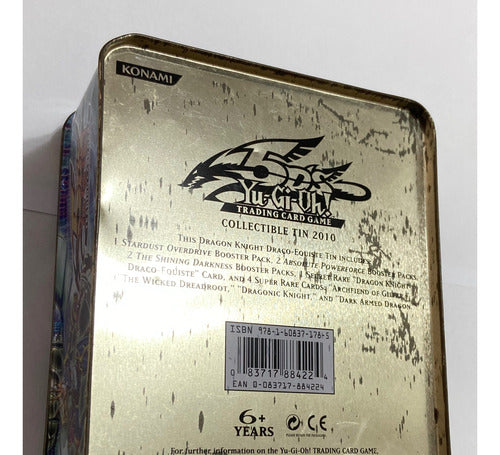 KONAMI
5D's
Yu-Gi-Oh!
TRADING CARD GAME
COLLECTIBLE TIN 2010
THIS DRAGON KNIGHT DRACO-EQUISTE TIN INCLUDES
1 STARDUST OVERDRIVE BOOSTER PACK, 2 ABSOLUTE POWERFORCE BOOSTER PACKS,
2 THE SHINING DARKNESS BOOSTER PACKS, 1 SECRET RARE "DRAGON KNIGHT
DRACO-EQUISTE" CARD, AND 4 SUPER RARE CARDS: "ARCHFIEND OF GILFER,"
"THE WICKED DREADROOT," "DRAGONIC KNIGHT," AND "DARK ARMED DRAGON
ISBN 978-1-60837-178-5
0 83717 88422 4
EAN 0-083717-884224
6+
YEARS
CE
For further information on the Yu-Gi-Oh! TRADING CARD GAME,